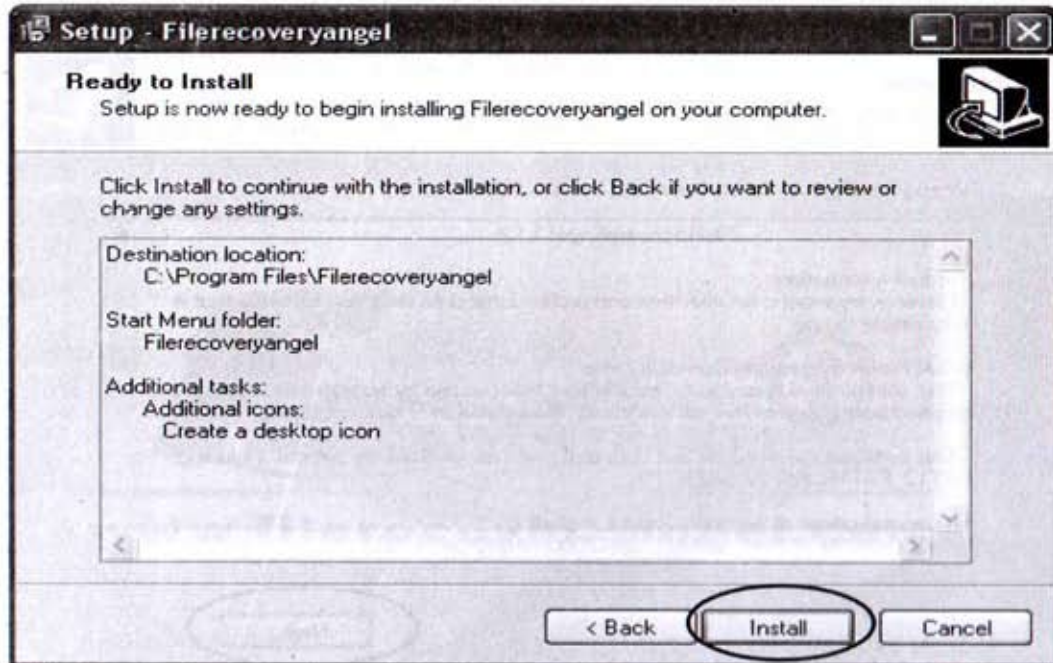 Setup - Filerecoveryangel
Ready to Install
Setup is now ready to begin installing Filerecoveryangel on your computer.
Click Install to continue with the installation, or click Back if you want to review or
change any settings.
Destination location:
C:\Program Files\Filerecoveryangel
Start Menu folder:
Filerecoveryangel
Additional tasks:
Additional icons:
Create a desktop icon
< Back
Install
Cancel